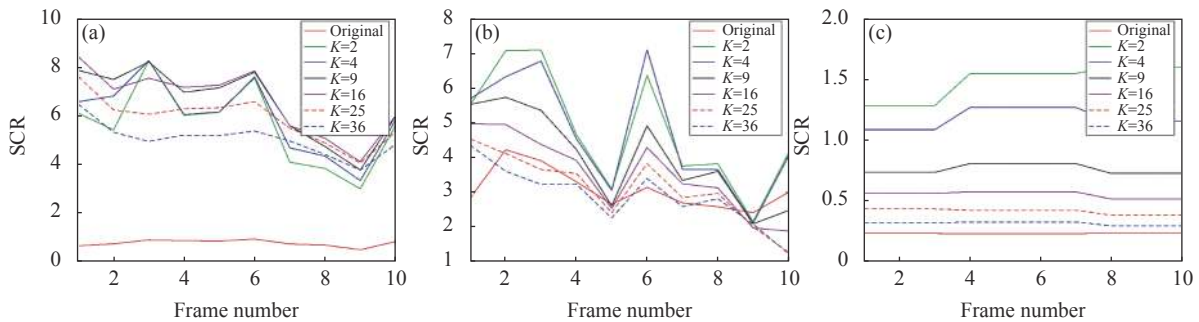 (a)
Original
K=2
K=4
K=9
K=16
K=25
K=36
10
8
6
4
2
0
SCR
2
4
6
8
10
Frame number
(b)
Original
K=2
K=4
K=9
K=16
K=25
K=36
8
7
6
5
4
3
2
1
SCR
2
4
6
8
10
Frame number
(c)
Original
K=2
K=4
K=9
K=16
K=25
K=36
2.0
1.5
1.0
0.5
0
SCR
2
4
6
8
10
Frame number